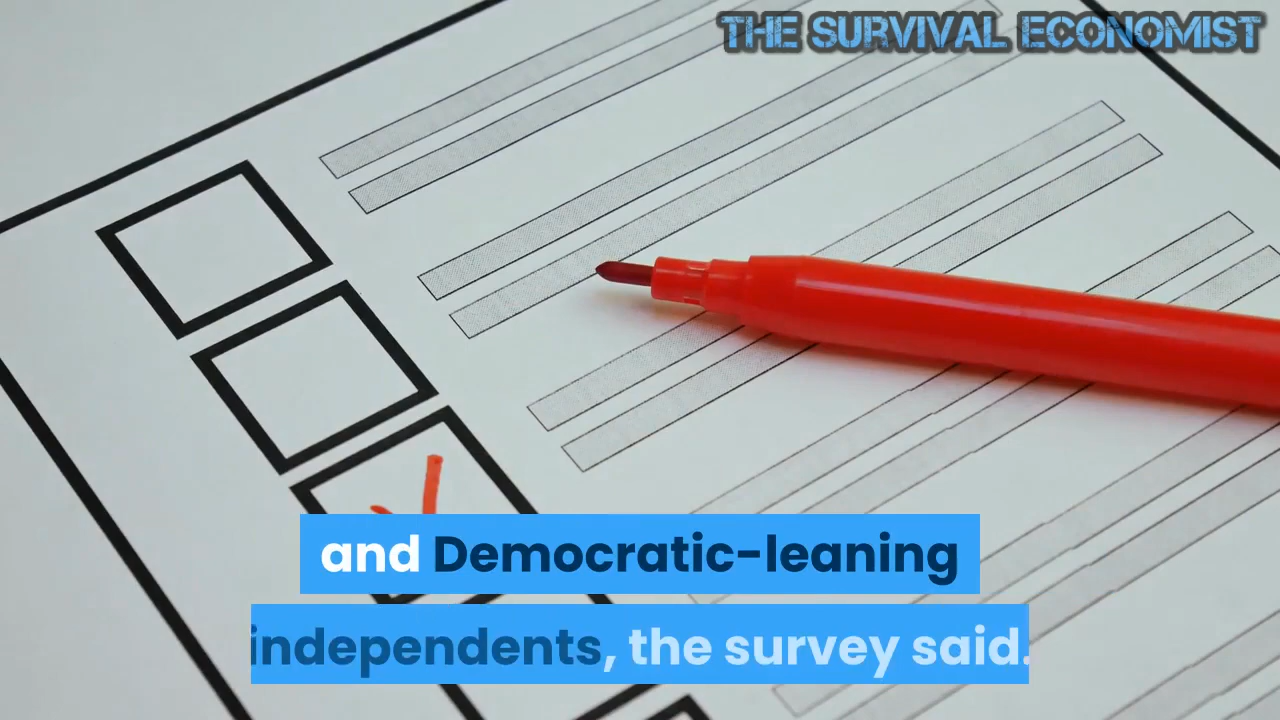 THE SURVIVAL ECONOMIST
and Democratic-leaning
independents, the survey said.